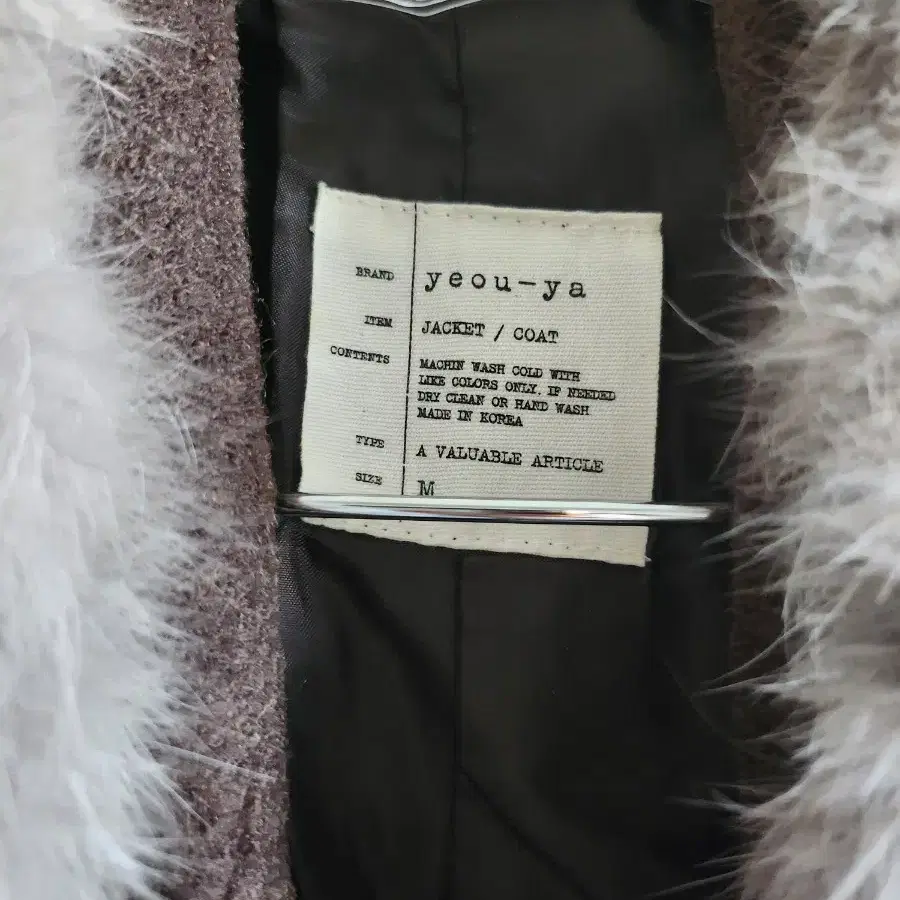 BRAND yeou-ya
ITEM JACKET / COAT
CONTENTS MACHIN WASH COLD WITH
LIKE COLORS ONLY. IF NEEDED
DRY CLEAN OR HAND WASH
MADE IN KOREA
TYPE A VALUABLE ARTICLE
SIZE M